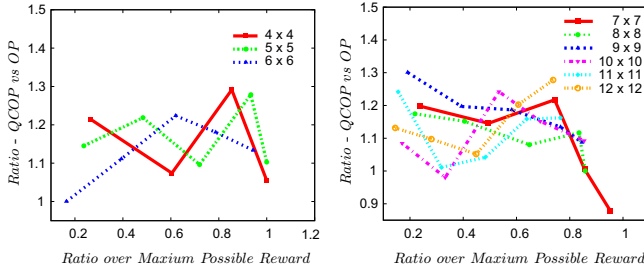 Ratio - QCOP vs OP
1.5
1.4
1.3
1.2
1.1
1
4 x 4
5 x 5
6 x 6
0.2
0.4
0.6
0.8
1
1.2
Ratio over Maxium Possible Reward
Ratio - QCOP vs OP
1.5
1.4
1.3
1.2
1.1
1
0.9
7 x 7
8 x 8
9 x 9
10 x 10
11 x 11
12 x 12
0.2
0.4
0.6
0.8
1
Ratio over Maxium Possible Reward